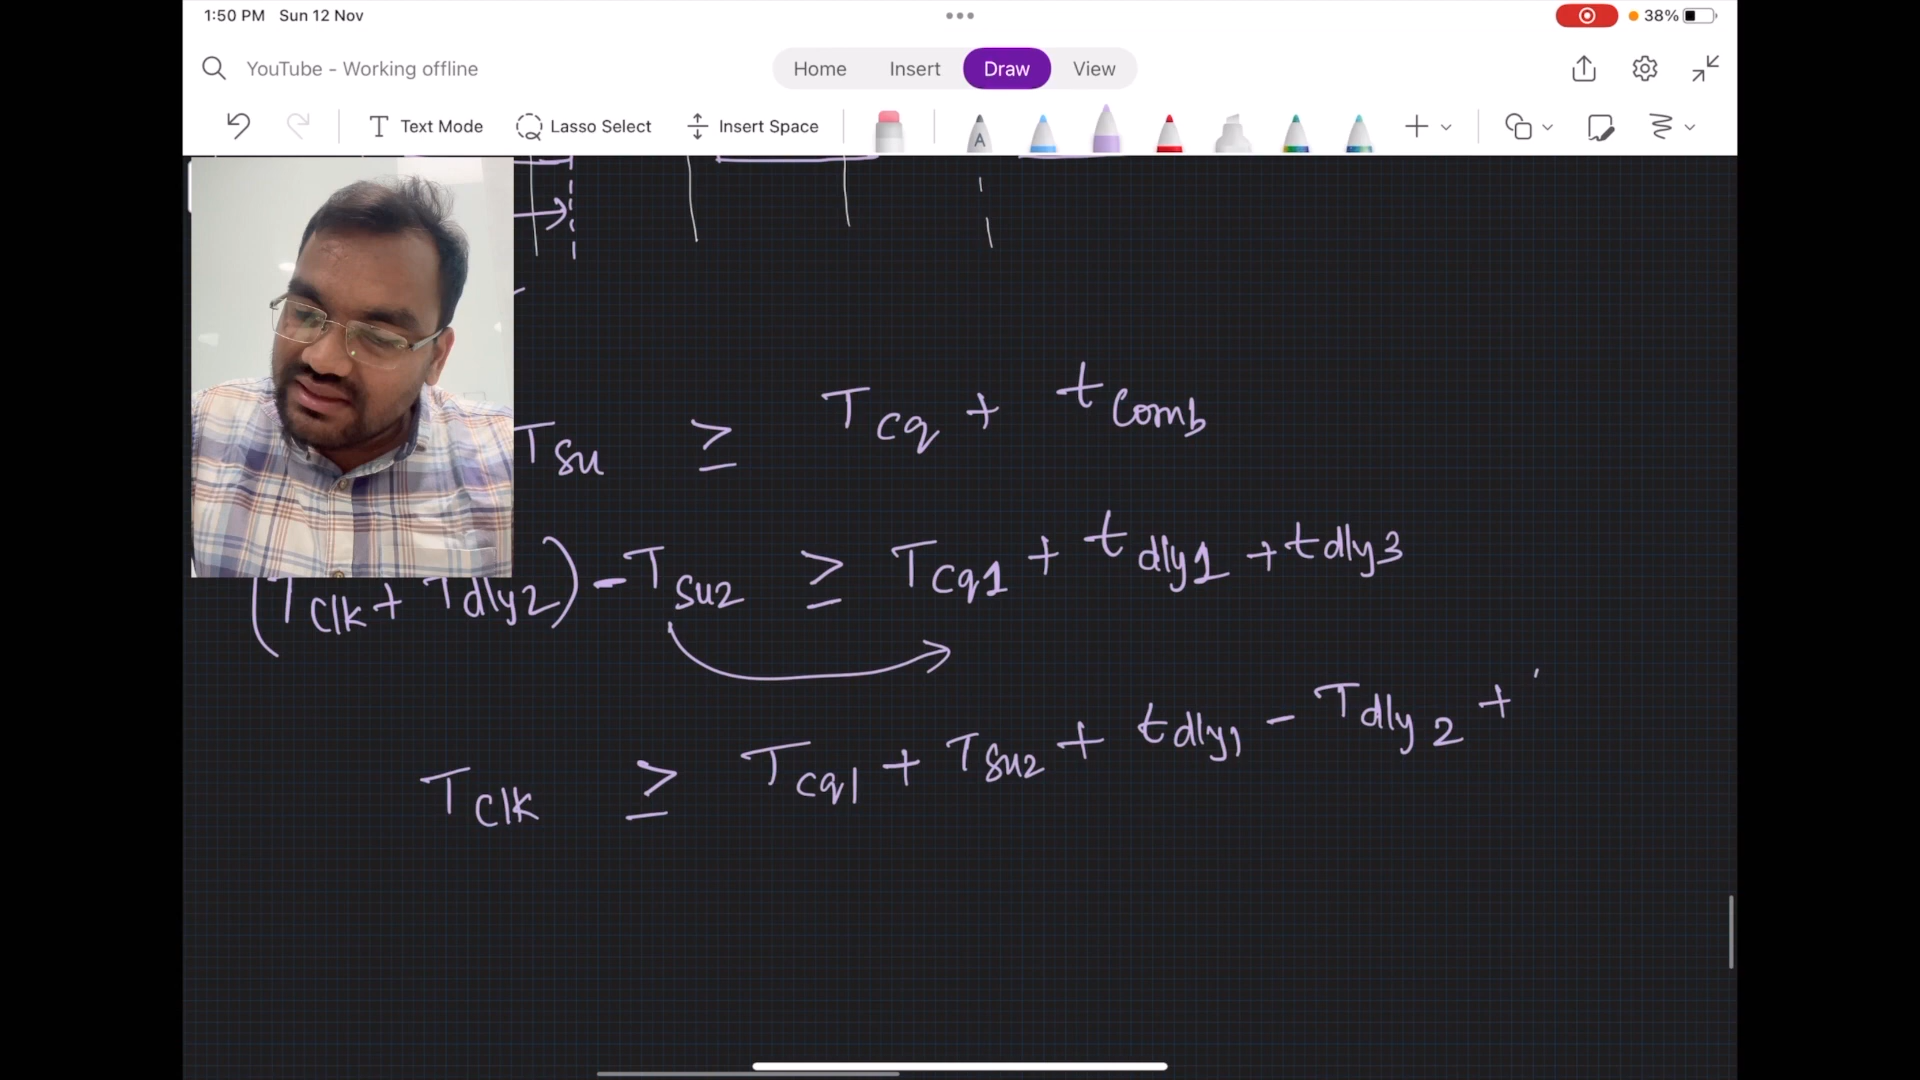 1:50 PM Sun 12 Nov
38%
YouTube - Working offline
Home Insert Draw View
T Text Mode Lasso Select Insert Space
A
Tsu ≥ Tcq + tcomb
(Tclk + Tdly2) - Tsu2 ≥ Tcq1 + tdly1 + tdly3
Tclk ≥ Tcq1 + Tsu2 + tdly1 - Tdly2 +